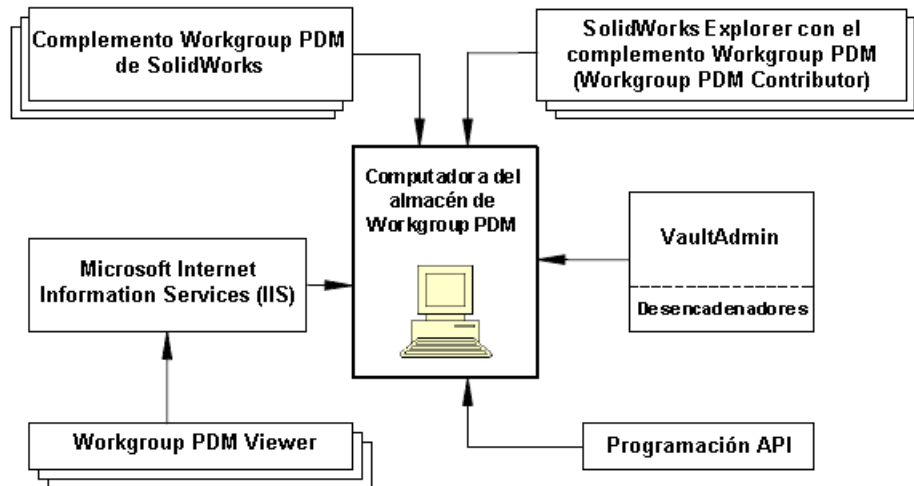 Complemento Workgroup PDM
de SolidWorks
SolidWorks Explorer con el
complemento Workgroup PDM
(Workgroup PDM Contributor)
Computadora del
almacén de
Workgroup PDM
VaultAdmin
Desencadenadores
Microsoft Internet
Information Services (IIS)
Workgroup PDM Viewer
Programación API